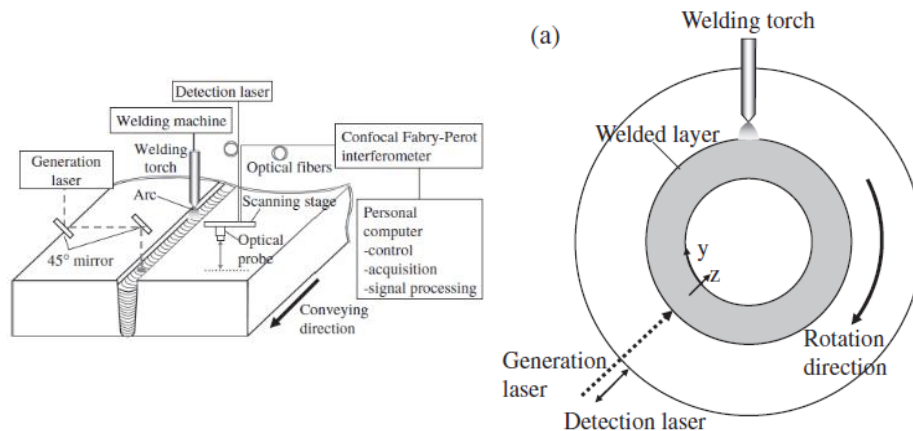 Detection laser
Welding machine
Generation
laser
Welding
torch
Optical fibers
Confocal Fabry-Perot
interferometer
Arc
Scanning stage
Optical
probe
45° mirror
Personal
computer
-control
-acquisition
-signal processing
Conveying
direction
(a)
Welding torch
Welded layer
y
z
Generation
laser
Detection laser
Rotation
direction